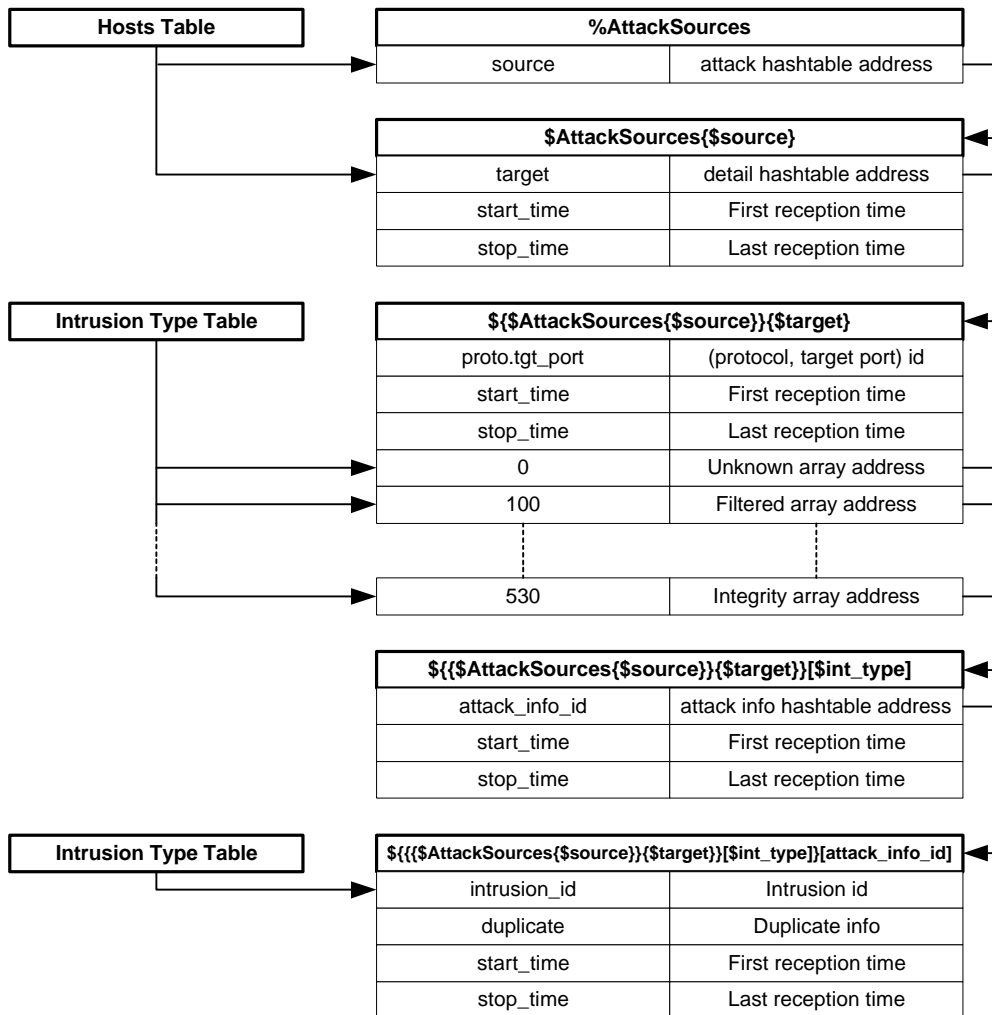 Hosts Table
%AttackSources
source attack hashtable address
$AttackSources{$source}
target detail hashtable address
start_time First reception time
stop_time Last reception time
Intrusion Type Table
${$AttackSources{$source}}{$target}
proto.tgt_port (protocol, target port) id
start_time First reception time
stop_time Last reception time
0 Unknown array address
100 Filtered array address
530 Integrity array address
${{$AttackSources{$source}}{$target}}[$int_type]
attack_info_id attack info hashtable address
start_time First reception time
stop_time Last reception time
Intrusion Type Table
${{{$AttackSources{$source}}{$target}}[$int_type]}[attack_info_id]
intrusion_id Intrusion id
duplicate Duplicate info
start_time First reception time
stop_time Last reception time